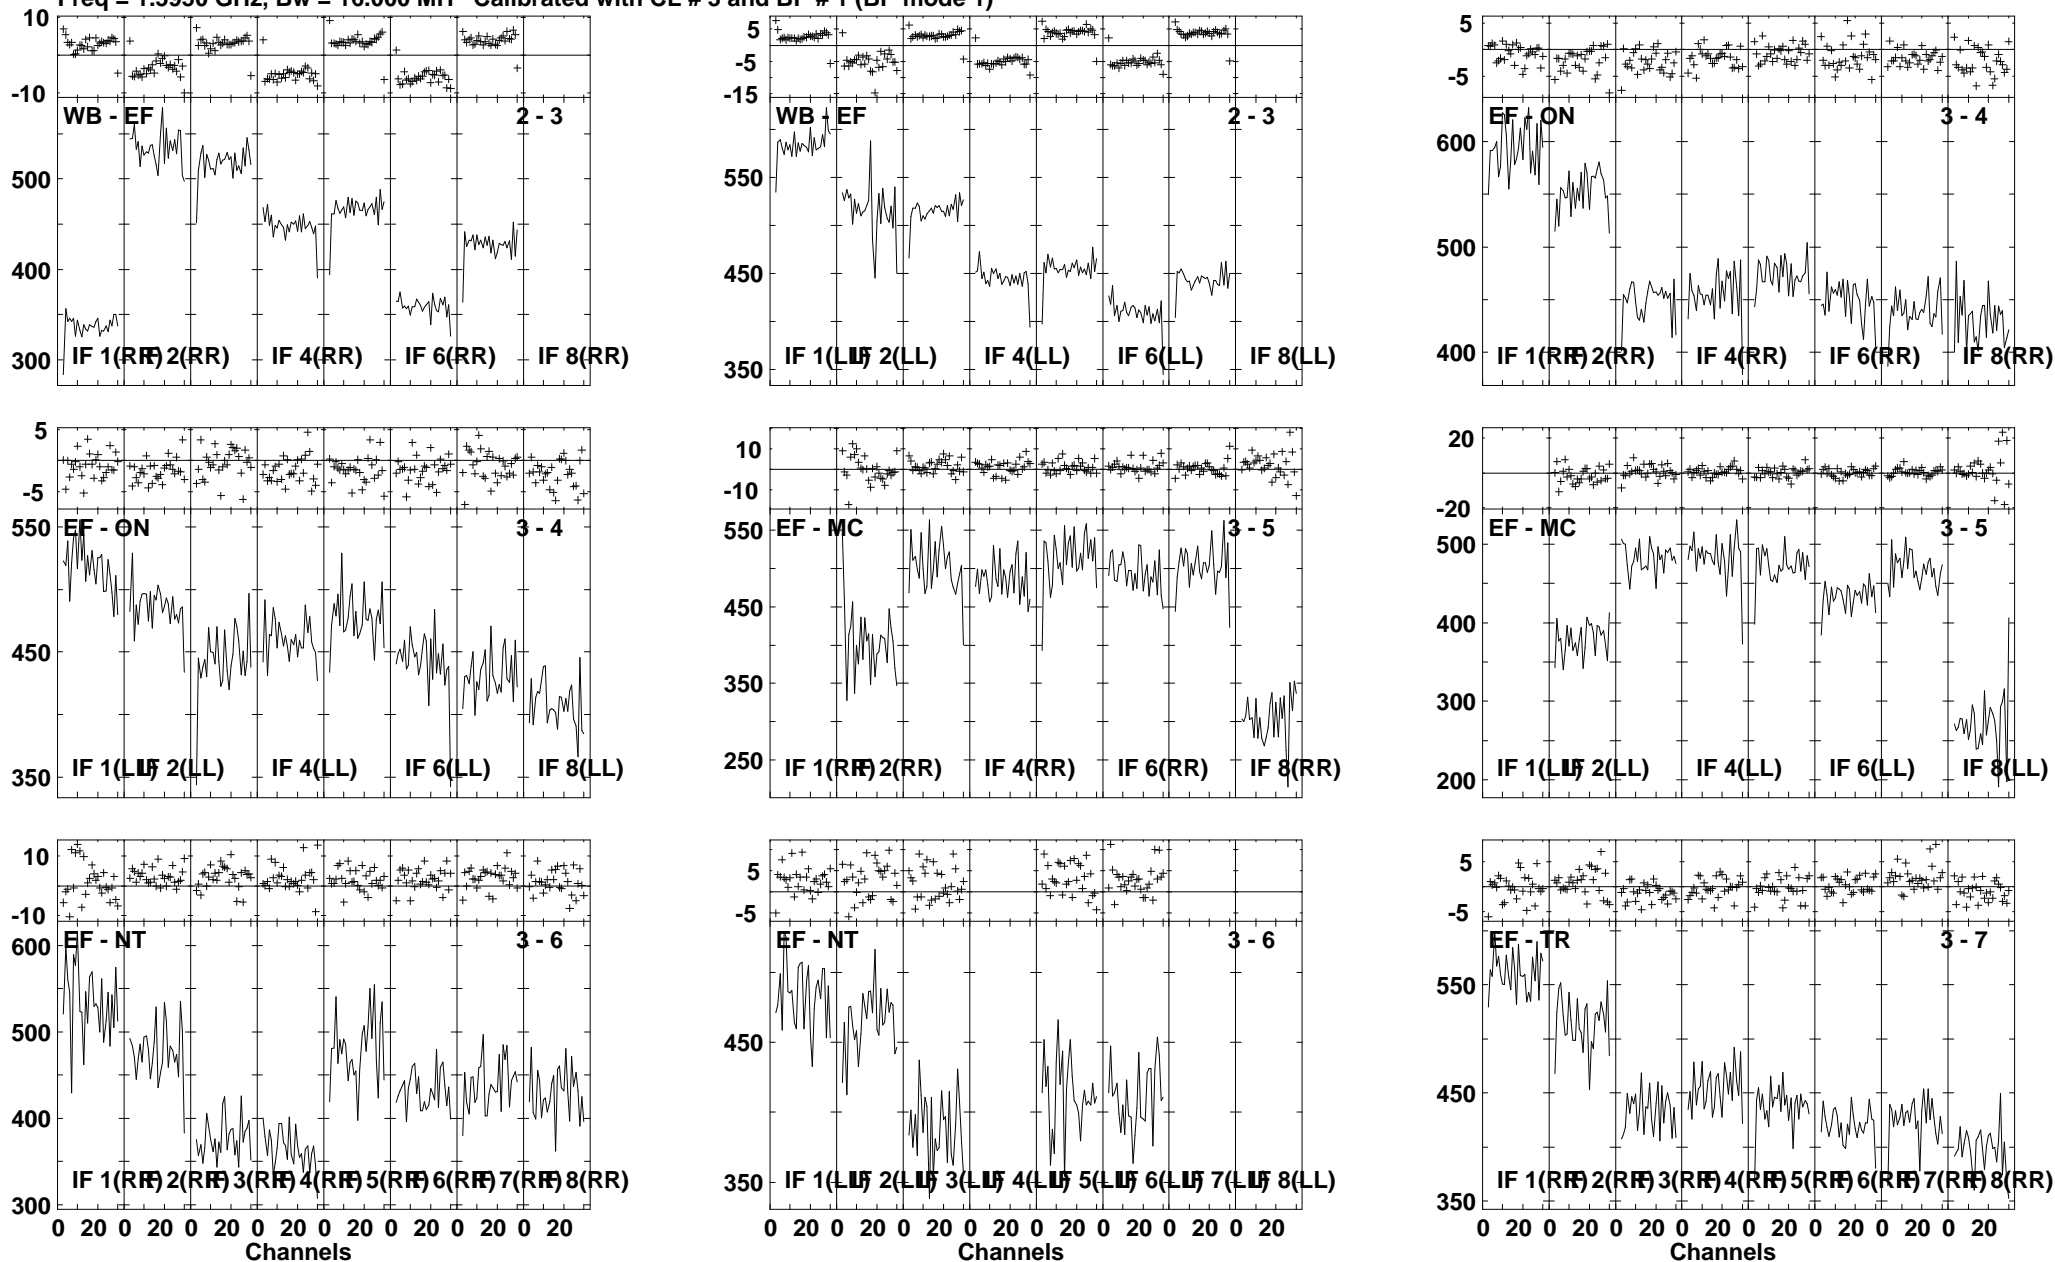 Freq = 1.5950 GHz, Bw = 16.000 MH Calibrated with CL # 3 and BP # 1 (BP mode 1)
10
-10
WB - EF 2 - 3
500
400
300
IF 1(RR) IF 2(RR) IF 4(RR) IF 6(RR) IF 8(RR)
5
-5
-15
WB - EF 2 - 3
550
450
350
IF 1(LL) IF 2(LL) IF 4(LL) IF 6(LL) IF 8(LL)
5
-5
EF - ON 3 - 4
600
500
400
IF 1(RR) IF 2(RR) IF 4(RR) IF 6(RR) IF 8(RR)
5
-5
550
EF - ON 3 - 4
450
350
IF 1(LL) IF 2(LL) IF 4(LL) IF 6(LL) IF 8(LL)
10
-10
EF - MC 3 - 5
550
450
350
250
IF 1(RR) IF 2(RR) IF 4(RR) IF 6(RR) IF 8(RR)
20
-20
EF - MC 3 - 5
500
400
300
200
IF 1(LL) IF 2(LL) IF 4(LL) IF 6(LL) IF 8(LL)
10
-10
EF - NT 3 - 6
600
500
400
300
IF 1(RR) IF 2(RR) IF 3(RR) IF 4(RR) IF 5(RR) IF 6(RR) IF 7(RR) IF 8(RR)
0 20 0 20 0 20 0 20 0 20 0 20 0 20 0 20
Channels
5
-5
EF - NT 3 - 6
450
350
IF 1(LL) IF 2(LL) IF 3(LL) IF 4(LL) IF 5(LL) IF 6(LL) IF 7(LL) IF 8(LL)
0 20 0 20 0 20 0 20 0 20 0 20 0 20 0 20
Channels
5
-5
EF - TR 3 - 7
550
450
350
IF 1(RR) IF 2(RR) IF 3(RR) IF 4(RR) IF 5(RR) IF 6(RR) IF 7(RR) IF 8(RR)
0 20 0 20 0 20 0 20 0 20 0 20 0 20 0 20
Channels